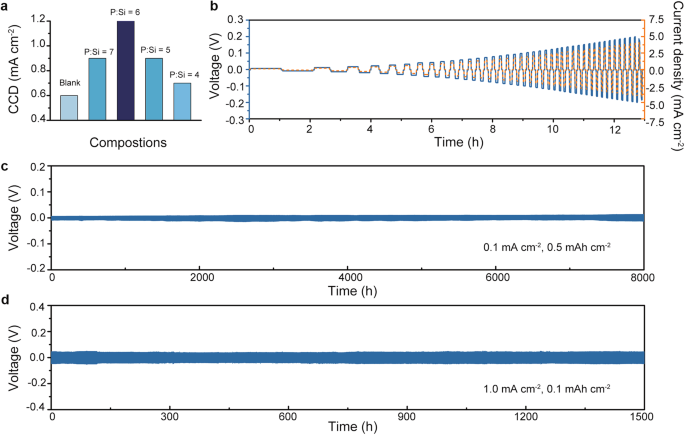 a
CCD (mA cm-2)
1.2
1.0
0.8
0.6
0.4
Blank
P:Si = 7
P:Si = 6
P:Si = 5
P:Si = 4
Compostions
b
Voltage (V)
0.3
0.2
0.1
0.0
-0.1
-0.2
-0.3
0
2
4
6
8
10
12
Time (h)
7.5
5.0
2.5
0.0
-2.5
-5.0
-7.5
Current density (mA cm-2)
c
Voltage (V)
0.2
0.1
0.0
-0.1
-0.2
0.1 mA cm-2, 0.5 mAh cm-2
0
2000
4000
6000
8000
Time (h)
d
Voltage (V)
0.4
0.2
0.0
-0.2
-0.4
1.0 mA cm-2, 0.1 mAh cm-2
0
300
600
900
1200
1500
Time (h)